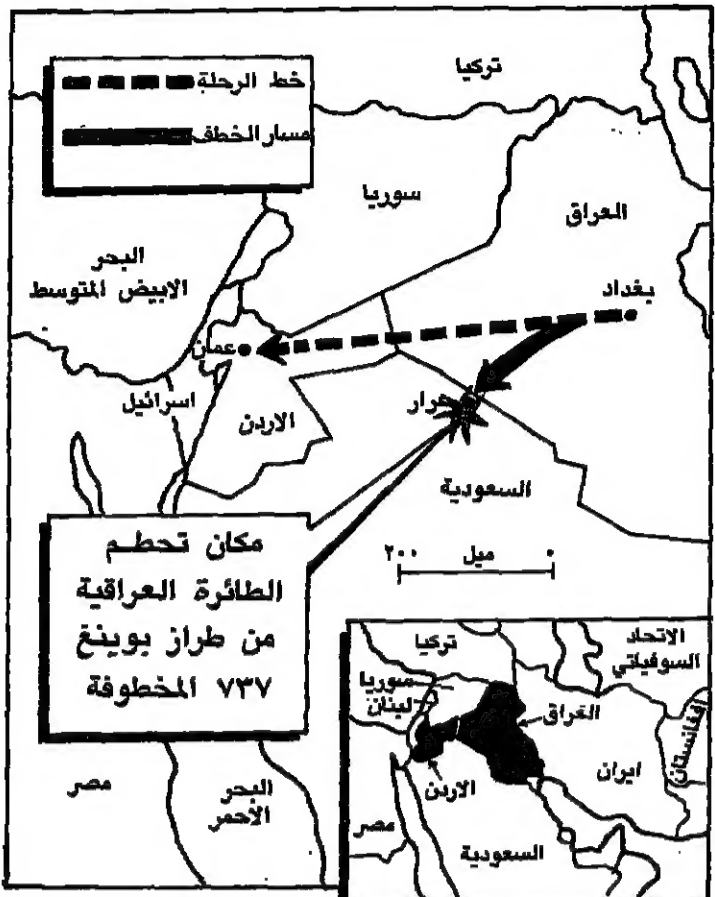 خط الرحلة
مسار الخطف
تركيا
سوريا
العراق
البحر
الابيض المتوسط
بغداد
عمان
اسرائيل
الاردن
عرار
السعودية
٢٠٠ ميل ٠
مكان تحطم
الطائرة العراقية
من طراز بوينغ
٧٣٧ المخطوفة
مصر
البحر
الأحمر
تركيا
الاتحاد
السوفياتي
سوريا
لبنان
العراق
افغانستان
ايران
الاردن
مصر
السعودية